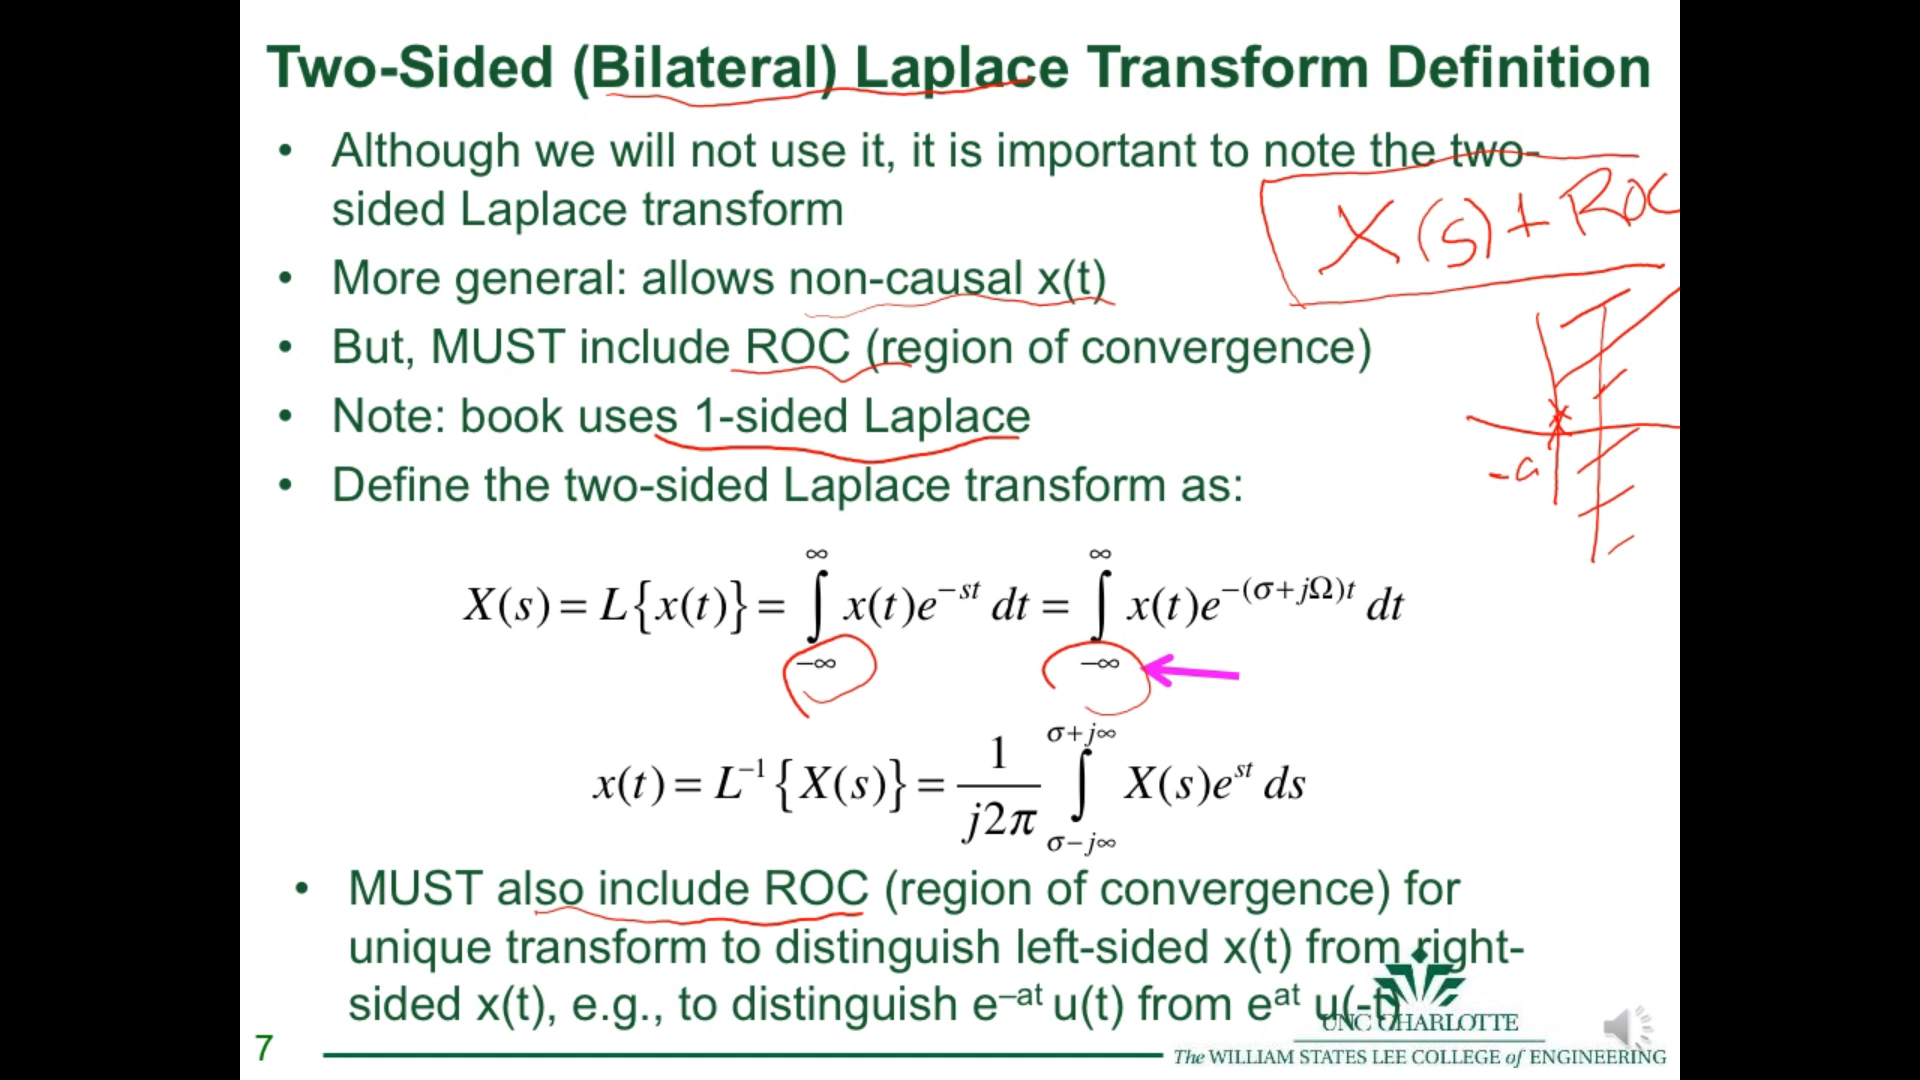 Two-Sided (Bilateral) Laplace Transform Definition
• Although we will not use it, it is important to note the two-
sided Laplace transform
X(s) + ROC
• More general: allows non-causal x(t)
• But, MUST include ROC (region of convergence)
• Note: book uses 1-sided Laplace
-a
• Define the two-sided Laplace transform as:
X(s) = L{x(t)} = ∫_{−∞}^{∞} x(t)e^{−st} dt = ∫_{−∞}^{∞} x(t)e^{−(σ+jΩ)t} dt
x(t) = L^{−1}{X(s)} = \frac{1}{j2π} ∫_{σ−j∞}^{σ+j∞} X(s)e^{st} ds
• MUST also include ROC (region of convergence) for
unique transform to distinguish left-sided x(t) from right-
sided x(t), e.g., to distinguish e^{–at} u(t) from e^{at} u(-t)
UNC CHARLOTTE
7
The WILLIAM STATES LEE COLLEGE of ENGINEERING